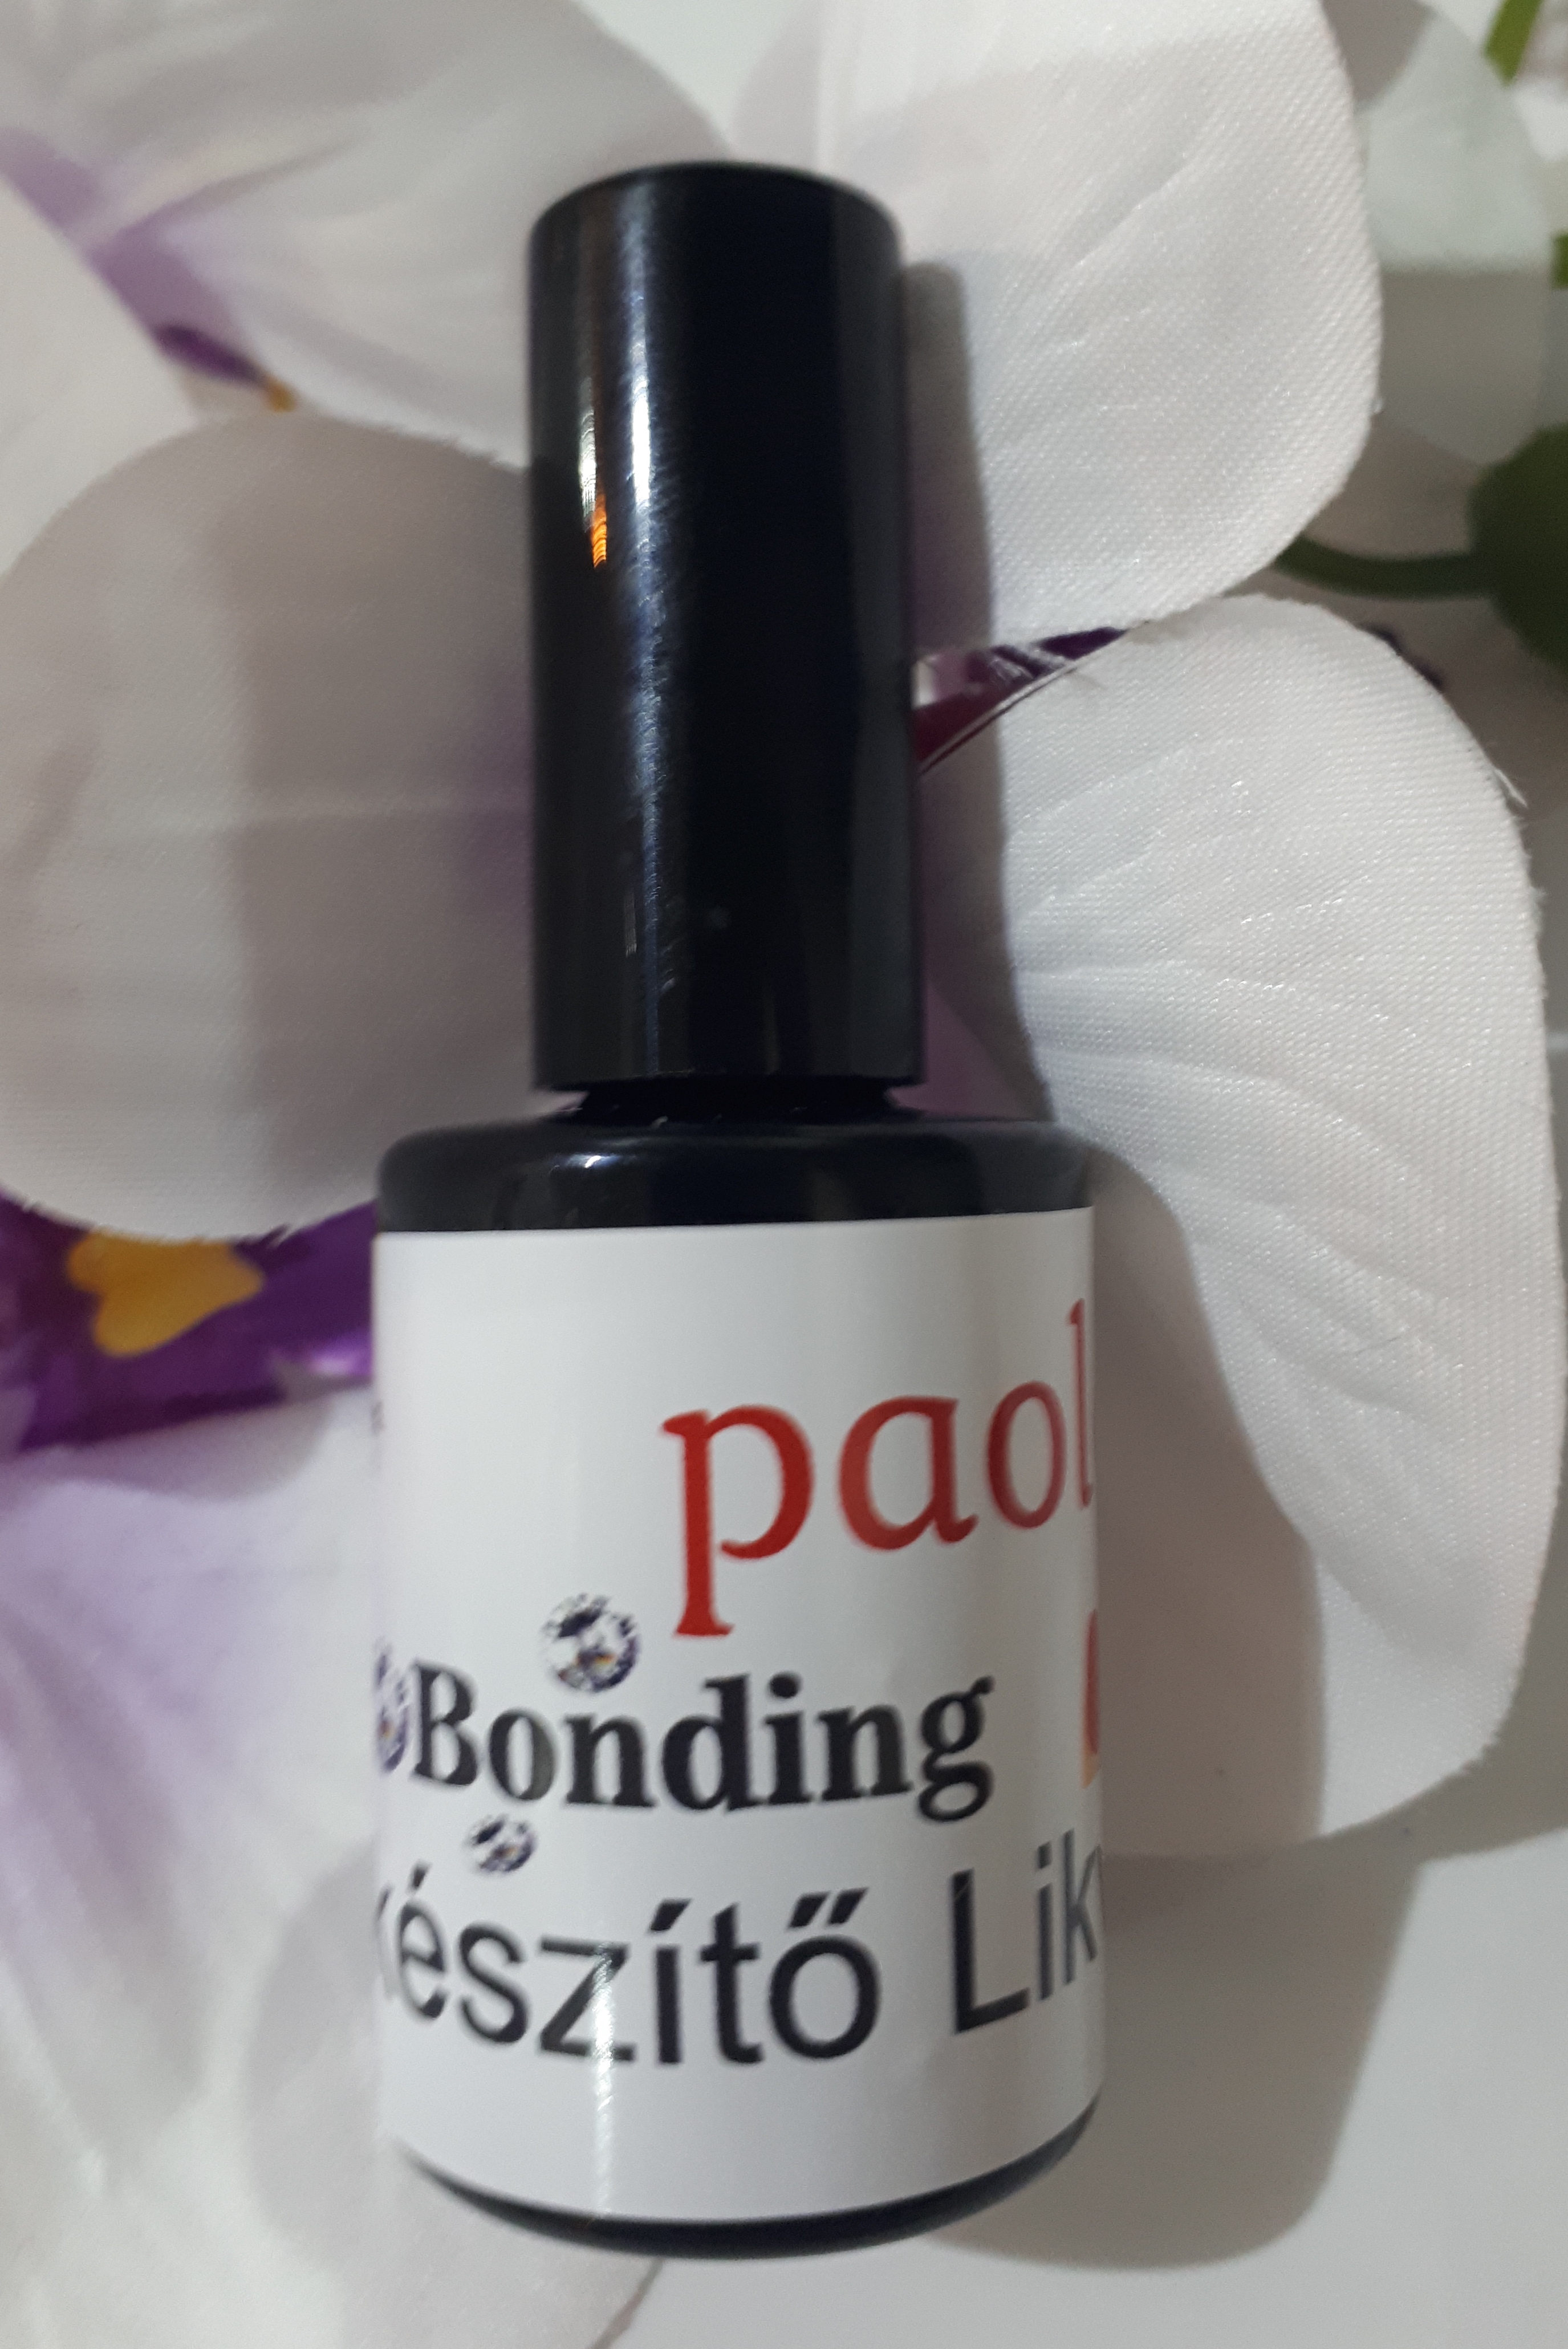 paol
Bonding
készítő Lik